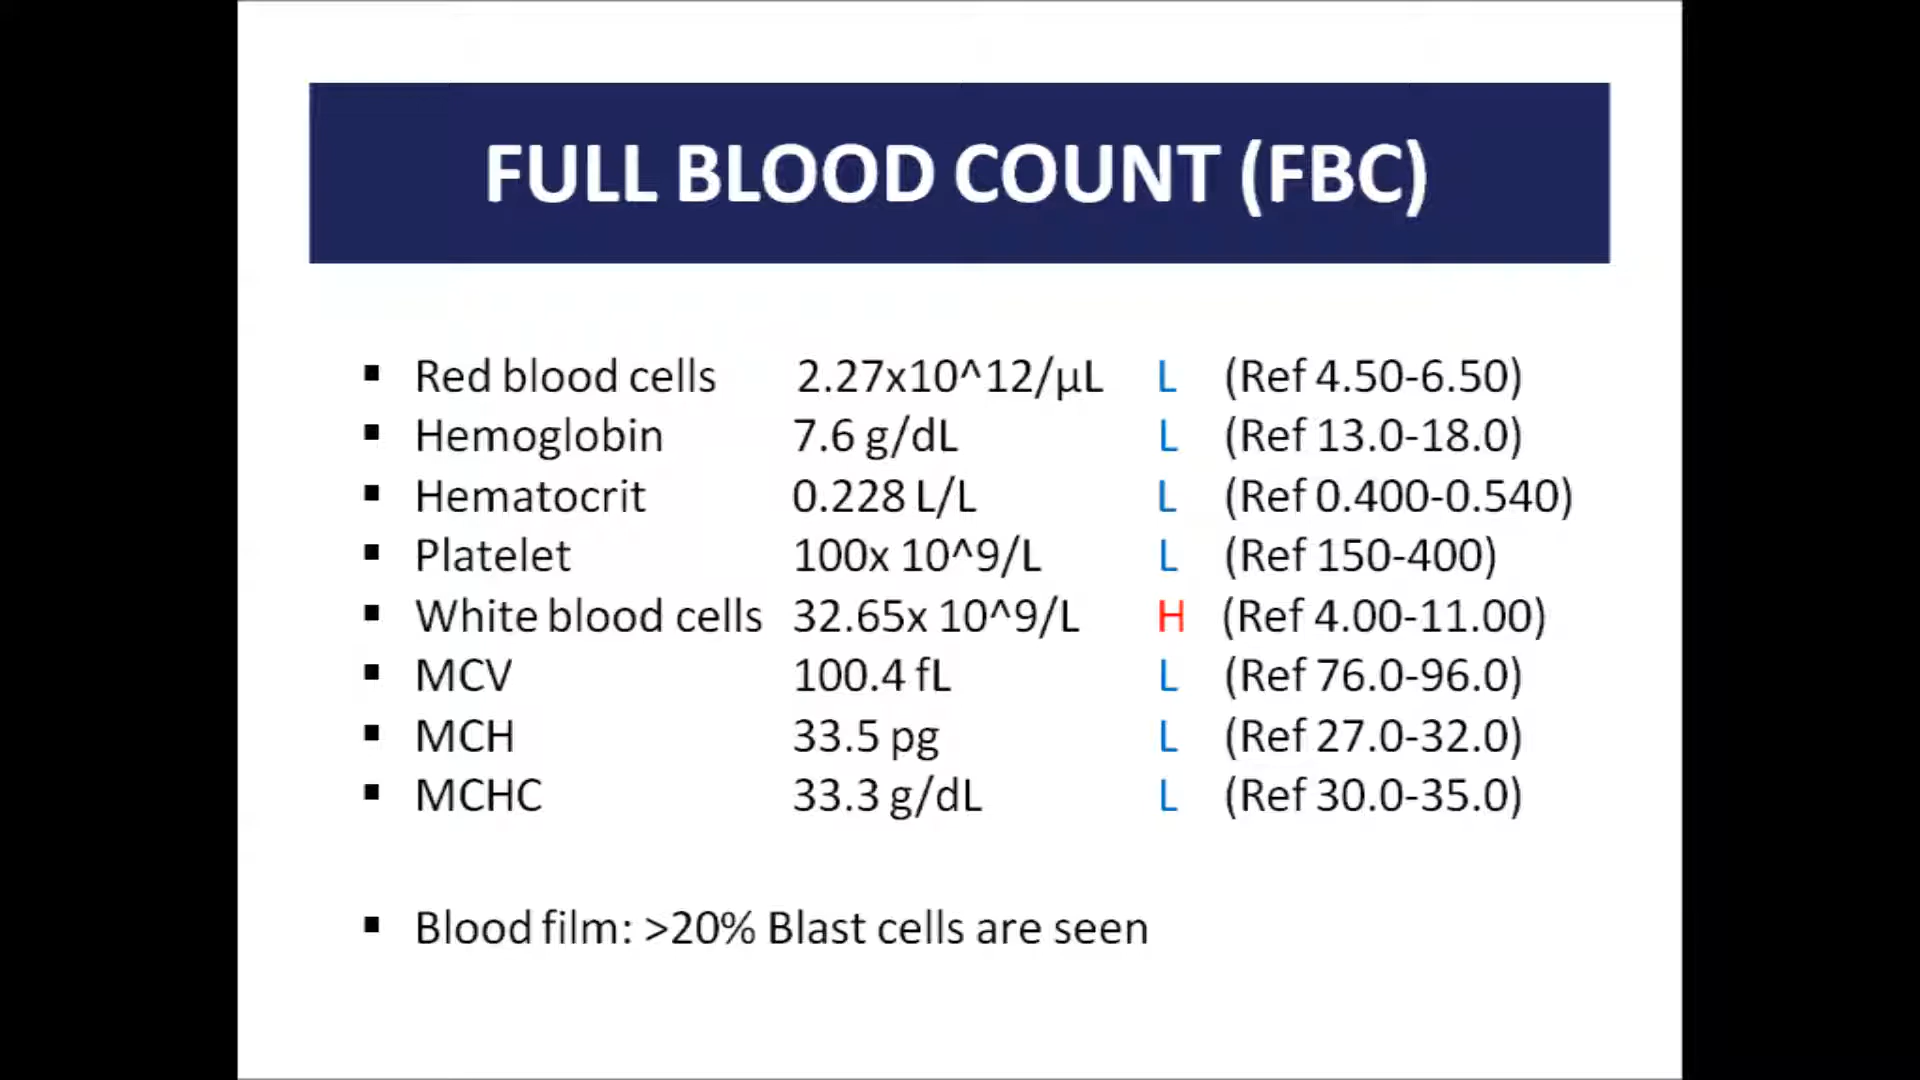 FULL BLOOD COUNT (FBC)
▪ Red blood cells 2.27x10^12/µL L (Ref 4.50-6.50)
▪ Hemoglobin 7.6 g/dL L (Ref 13.0-18.0)
▪ Hematocrit 0.228 L/L L (Ref 0.400-0.540)
▪ Platelet 100x 10^9/L L (Ref 150-400)
▪ White blood cells 32.65x 10^9/L H (Ref 4.00-11.00)
▪ MCV 100.4 fL L (Ref 76.0-96.0)
▪ MCH 33.5 pg L (Ref 27.0-32.0)
▪ MCHC 33.3 g/dL L (Ref 30.0-35.0)
▪ Blood film: >20% Blast cells are seen